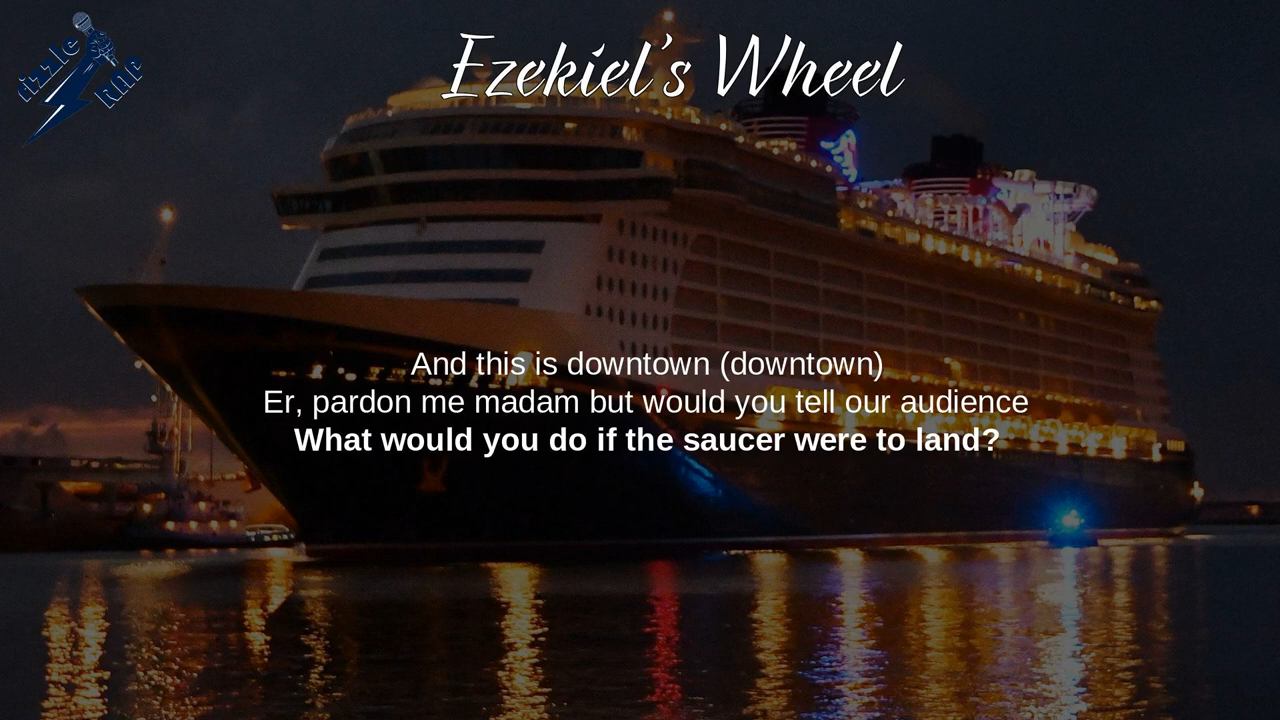 Ezekiel's Wheel
And this is downtown (downtown)
Er, pardon me madam but would you tell our audience
What would you do if the saucer were to land?